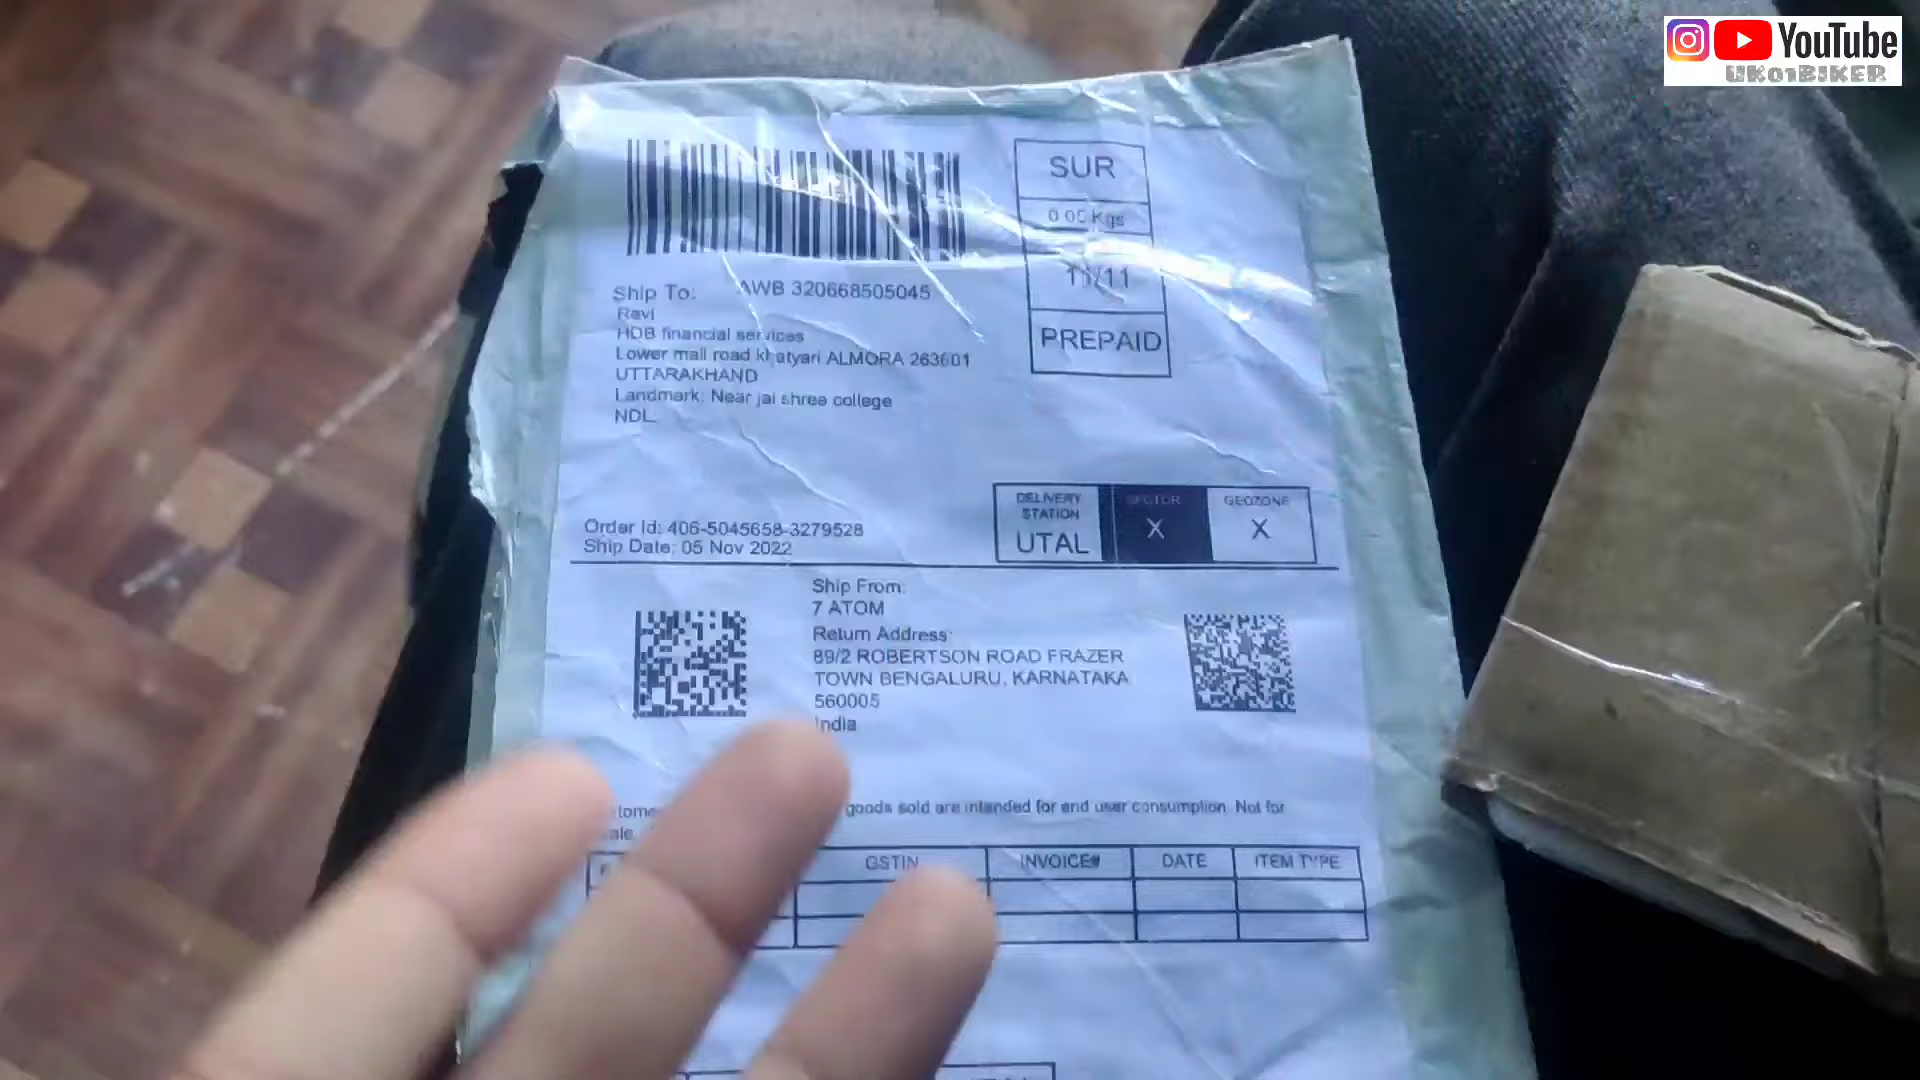 YouTube
UK01BIKER
SUR
0.05 Kgs
11/11
PREPAID
Ship To: AWB 320668505045
Ravi
HDB financial services
Lower mall road khatyari ALMORA 263601
UTTARAKHAND
Landmark: Near jai shree college
NDL
DELIVERY STATION
UTAL
SECTOR
X
GEOZONE
X
Order Id: 406-5045658-3279528
Ship Date: 05 Nov 2022
Ship From:
7 ATOM
Return Address:
89/2 ROBERTSON ROAD FRAZER
TOWN BENGALURU, KARNATAKA
560005
India
goods sold are intended for end user consumption. Not for
GSTIN INVOICE# DATE ITEM TYPE